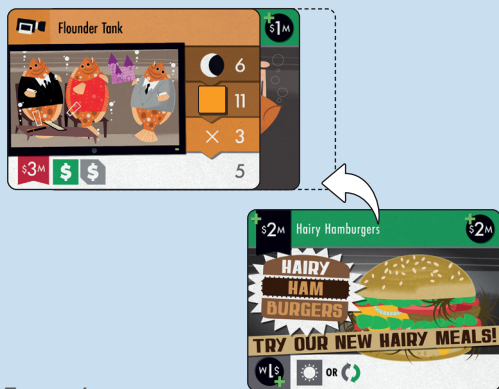 Flounder Tank
+
$1M
6
11
× 3
$3M $ $
5
+
$2M
Hairy Hamburgers
+
$2M
HAIRY
HAM
BURGERS
TRY OUR NEW HAIRY MEALS!
WL$
+
OR